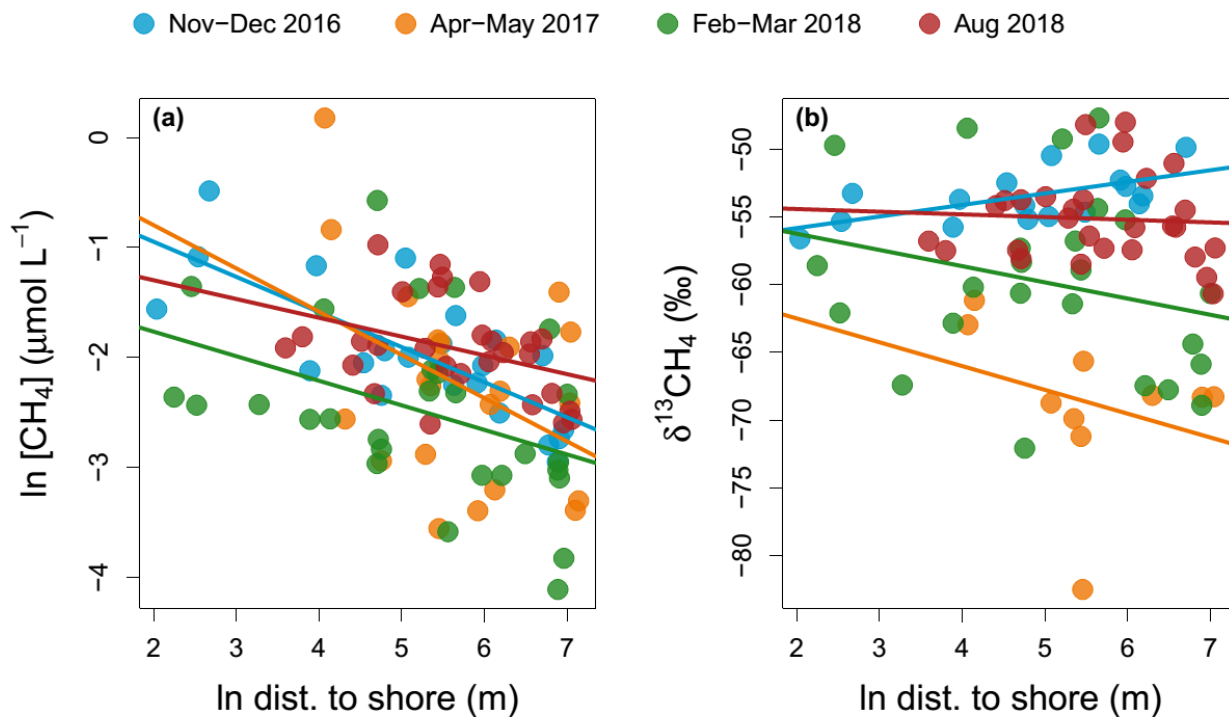 Nov−Dec 2016 Apr−May 2017 Feb−Mar 2018 Aug 2018
(a)
0
−1
−2
−3
−4
ln [CH₄] (μmol L⁻¹)
2 3 4 5 6 7
ln dist. to shore (m)
(b)
−50
−55
−60
−65
−70
−75
−80
δ¹³CH₄ (‰)
2 3 4 5 6 7
ln dist. to shore (m)